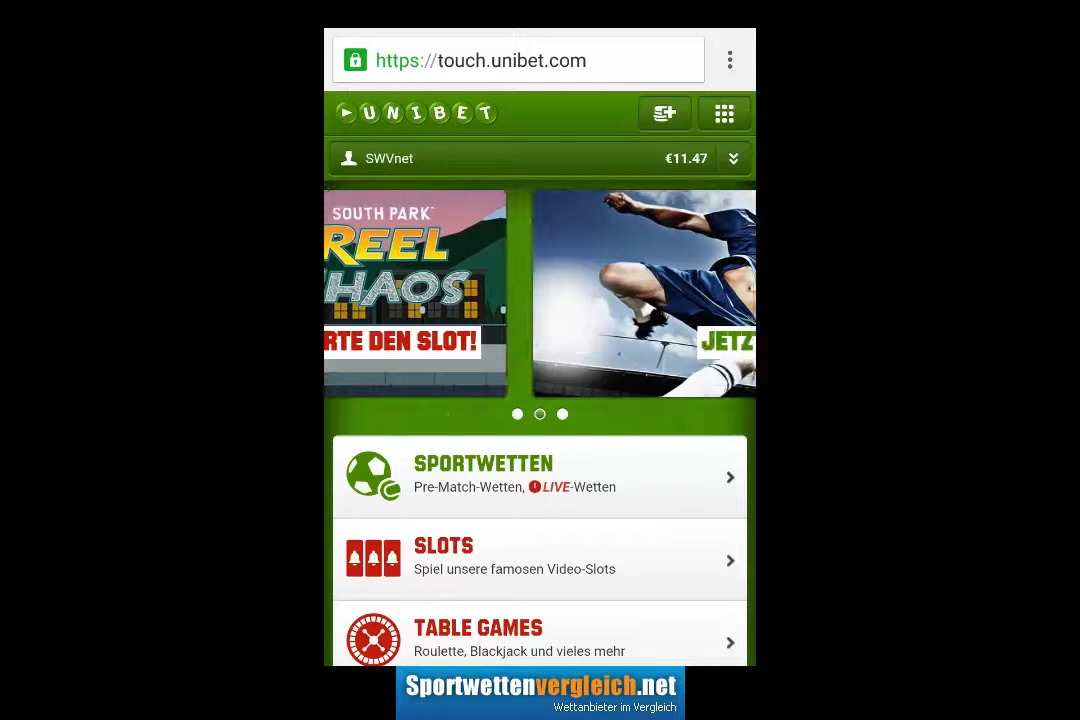 https://touch.unibet.com
UNIBET
SWVnet €11.47
SOUTH PARK™
REEL
CHAOS
RTE DEN SLOT!
JETZ
SPORTWETTEN
Pre-Match-Wetten, LIVE-Wetten
SLOTS
Spiel unsere famosen Video-Slots
TABLE GAMES
Roulette, Blackjack und vieles mehr
Sportwettenvergleich.net
Wettanbieter im Vergleich